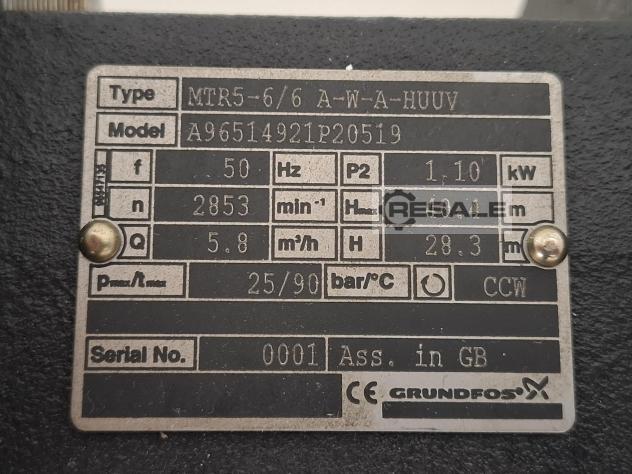 Type MTR5-6/6 A-W-A-HUUV
Model A96514921P20519
f 50 Hz P2 1.10 kW
n 2853 min⁻¹ Hmax m
RESALE
Q 5.8 m³/h H 28.3 m
pmax/tmax 25/90 bar/°C CCW
Serial No. 0001 Ass. in GB
CE GRUNDFOS